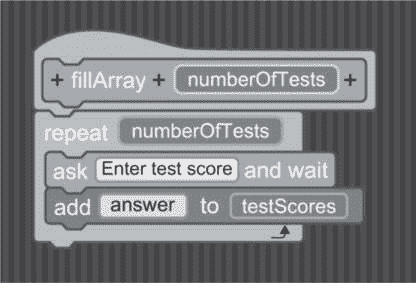 + fillArray + numberOfTests +
repeat numberOfTests
ask Enter test score and wait
add answer to testScores